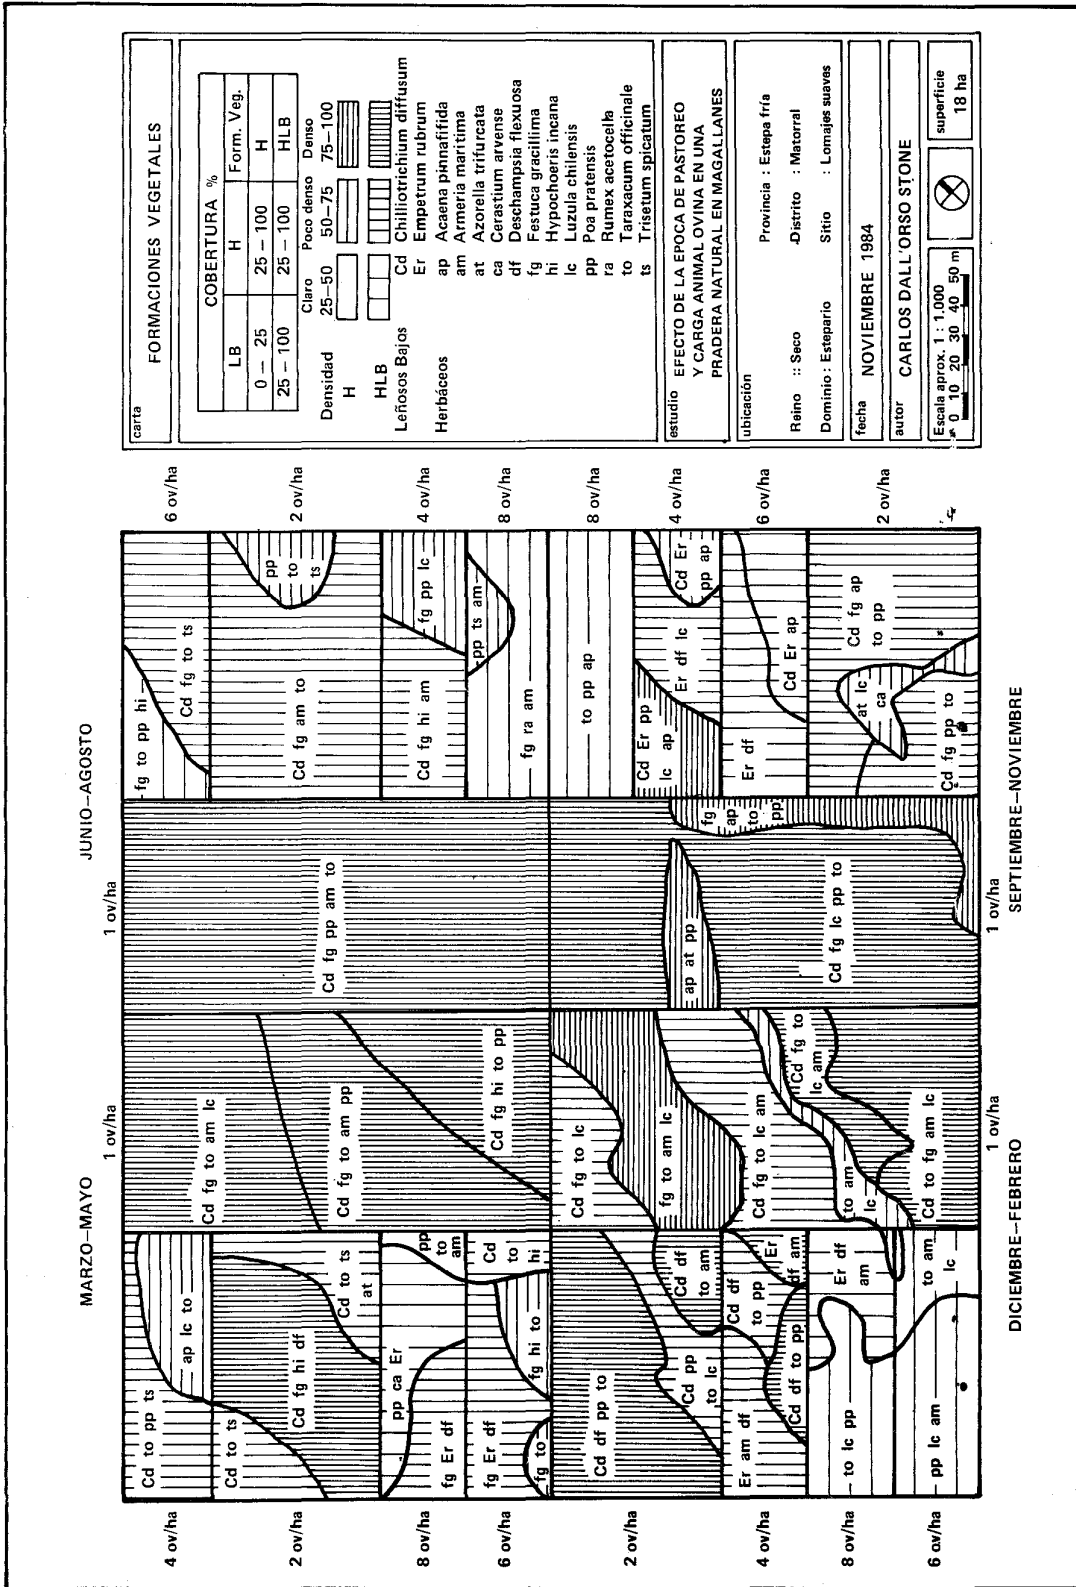 carta
FORMACIONES VEGETALES
COBERTURA %
LB H Form. Veg.
0 – 25 25 – 100 H
25 – 100 25 – 100 HLB
Claro Poco denso Denso
Densidad 25–50 50–75 75–100
H
HLB
Leñosos Bajos Cd Chilliotrichium diffusum
Er Empetrum rubrum
Herbáceos ap Acaena pinnafifida
am Armeria maritima
at Azorella trifurcata
ca Cerastium arvense
df Deschampsia flexuosa
fg Festuca gracillima
hi Hypochoeris incana
lc Luzula chilensis
pp Poa pratensis
ra Rumex acetocella
to Taraxacum officinale
ts Trisetum spicatum
estudio EFECTO DE LA EPOCA DE PASTOREO
Y CARGA ANIMAL OVINA EN UNA
PRADERA NATURAL EN MAGALLANES
ubicación
Provincia : Estepa fría
Reino :: Seco Distrito : Matorral
Dominio : Estepario Sitio : Lomajes suaves
fecha NOVIEMBRE 1984
autor CARLOS DALL'ORSO STONE
Escala aprox. 1 : 1.000
0 10 20 30 40 50 m
superficie
18 ha
MARZO–MAYO
JUNIO–AGOSTO
1 ov/ha
1 ov/ha
4 ov/ha
2 ov/ha
8 ov/ha
6 ov/ha
2 ov/ha
4 ov/ha
8 ov/ha
6 ov/ha
6 ov/ha
2 ov/ha
4 ov/ha
8 ov/ha
8 ov/ha
4 ov/ha
6 ov/ha
2 ov/ha
Cd to pp ts
ap lc to
Cd to ts
Cd fg hi df
Cd to ts
at
fg Er df
pp ca Er
pp
to
am
fg Er df
fg to
fg hi to
Cd
to
hi
Cd fg to am lc
Cd fg to am pp
Cd fg hi to pp
Cd fg pp am to
fg to pp hi
Cd fg to ts
Cd fg am to
pp
to
ts
Cd fg hi am
fg pp lc
fg ra am
pp ts am
Cd df pp to
Cd pp
to lc
Cd df
to am
Er am df
Cd df
to pp
Er
df am
Cd df to pp
to lc pp
Er df
am
pp lc am
to am
lc
Cd fg to lc
fg to am lc
Cd fg to lc am
to am
lc
Cd fg to
lc am
Cd to fg am lc
ap at pp
Cd fg lc pp to
fg
ap
to
pp
to pp ap
Cd Er pp
lc ap
Er df lc
Cd Er
pp ap
Er df
Cd Er ap
Cd fg ap
to pp
at lc
ca
Cd fg pp to
1 ov/ha
1 ov/ha
DICIEMBRE–FEBRERO
SEPTIEMBRE–NOVIEMBRE